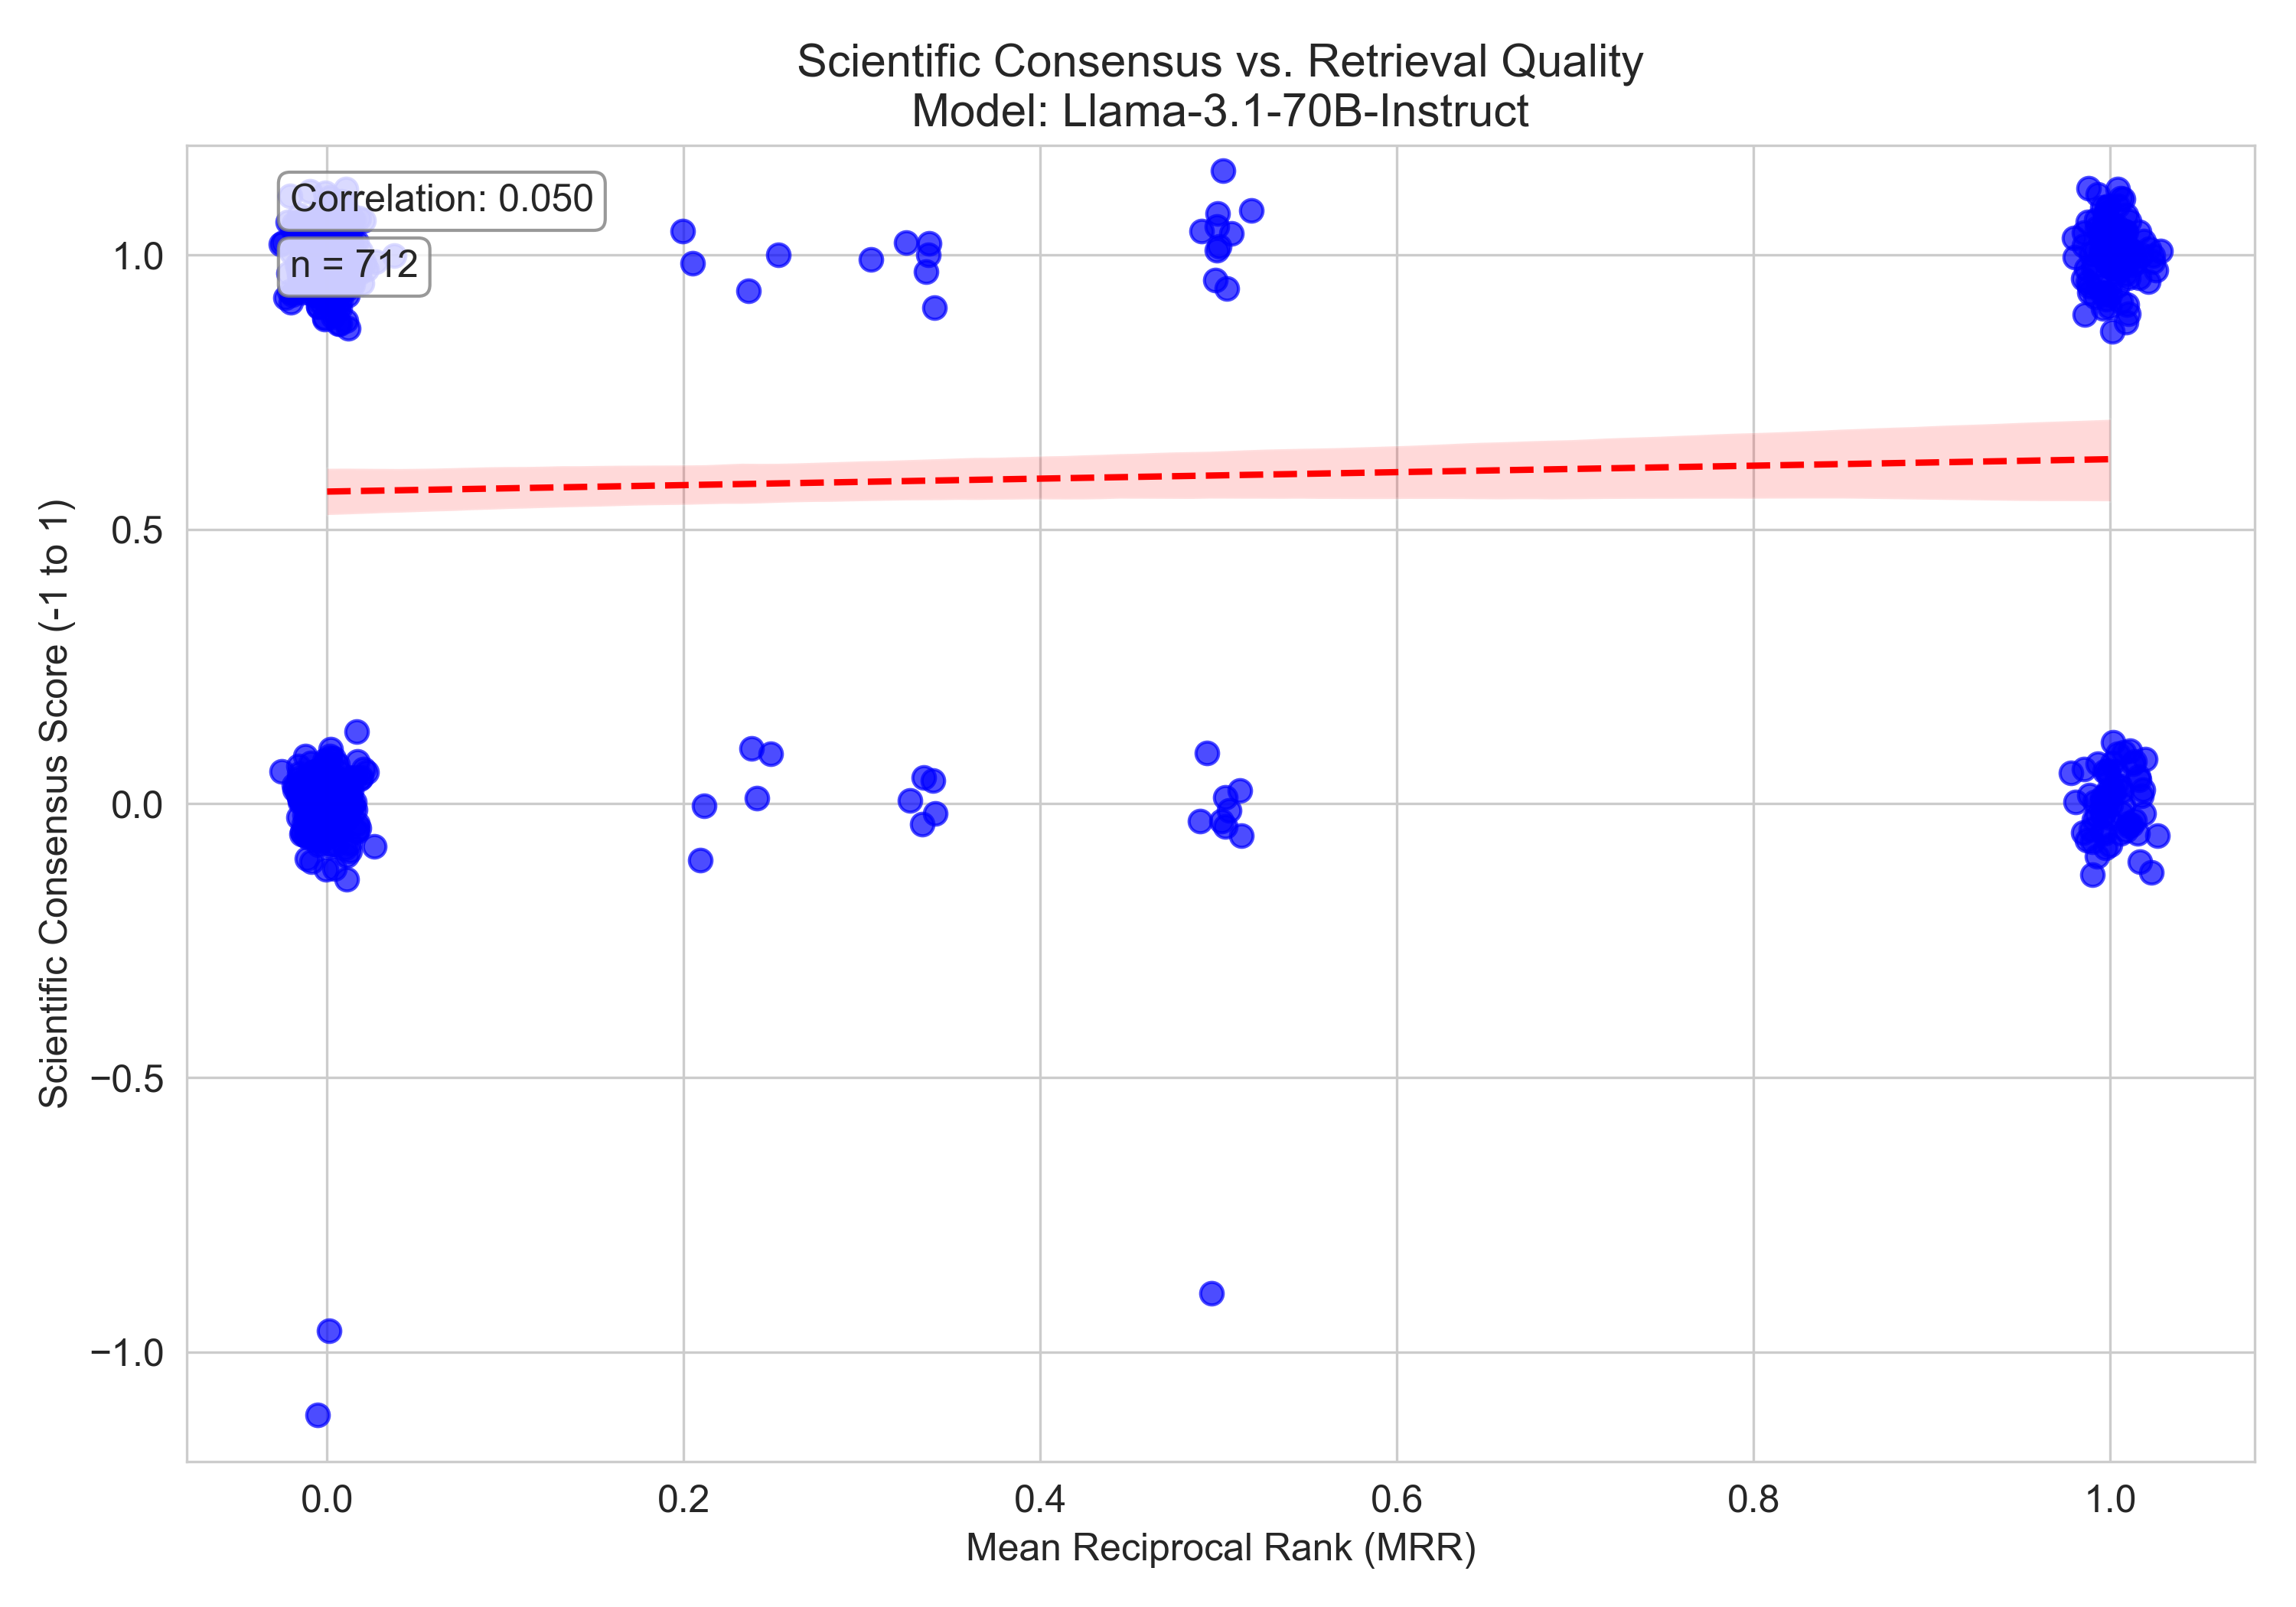 Scientific Consensus vs. Retrieval Quality
Model: Llama-3.1-70B-Instruct
Correlation: 0.050
n = 712
1.0
0.5
0.0
−0.5
−1.0
Scientific Consensus Score (-1 to 1)
0.0 0.2 0.4 0.6 0.8 1.0
Mean Reciprocal Rank (MRR)